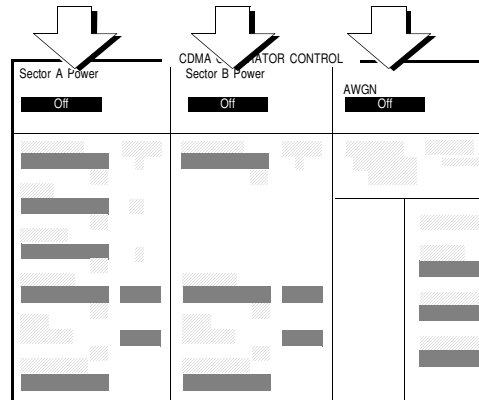 CDMA GENERATOR CONTROL
Sector A Power
Sector B Power
AWGN
Off
Off
Off